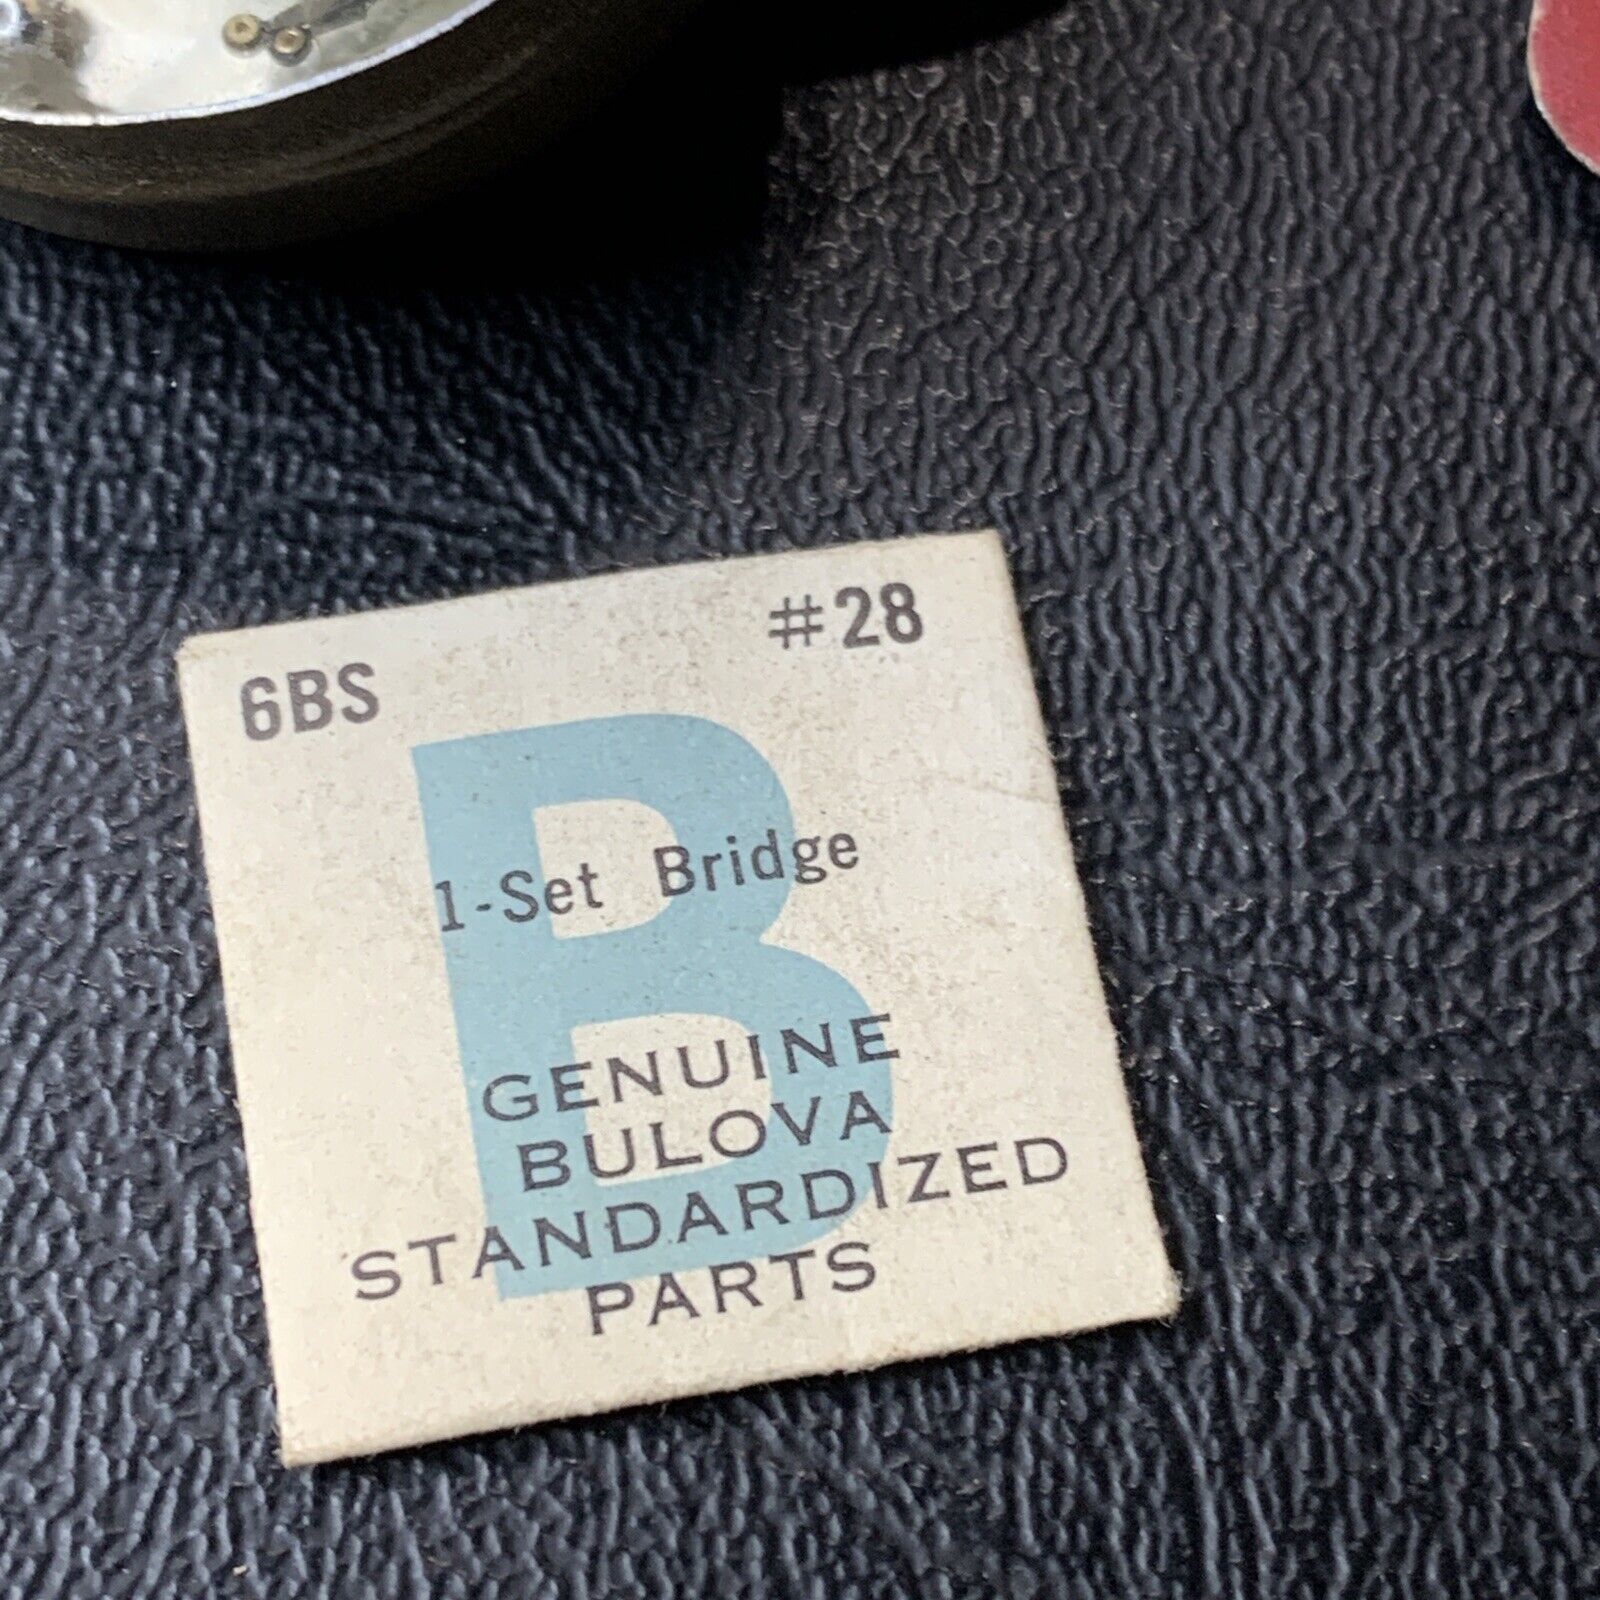 6BS #28
1-Set Bridge
GENUINE
BULOVA
STANDARDIZED
PARTS
B